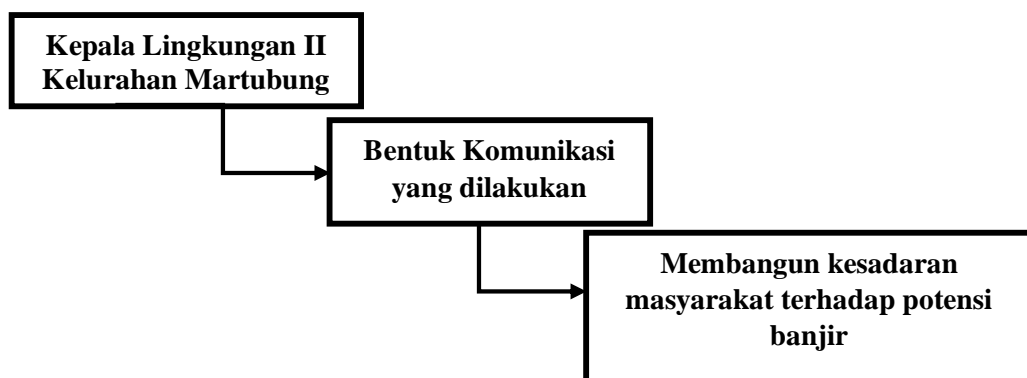 Kepala Lingkungan II
Kelurahan Martubung
Bentuk Komunikasi
yang dilakukan
Membangun kesadaran
masyarakat terhadap potensi
banjir